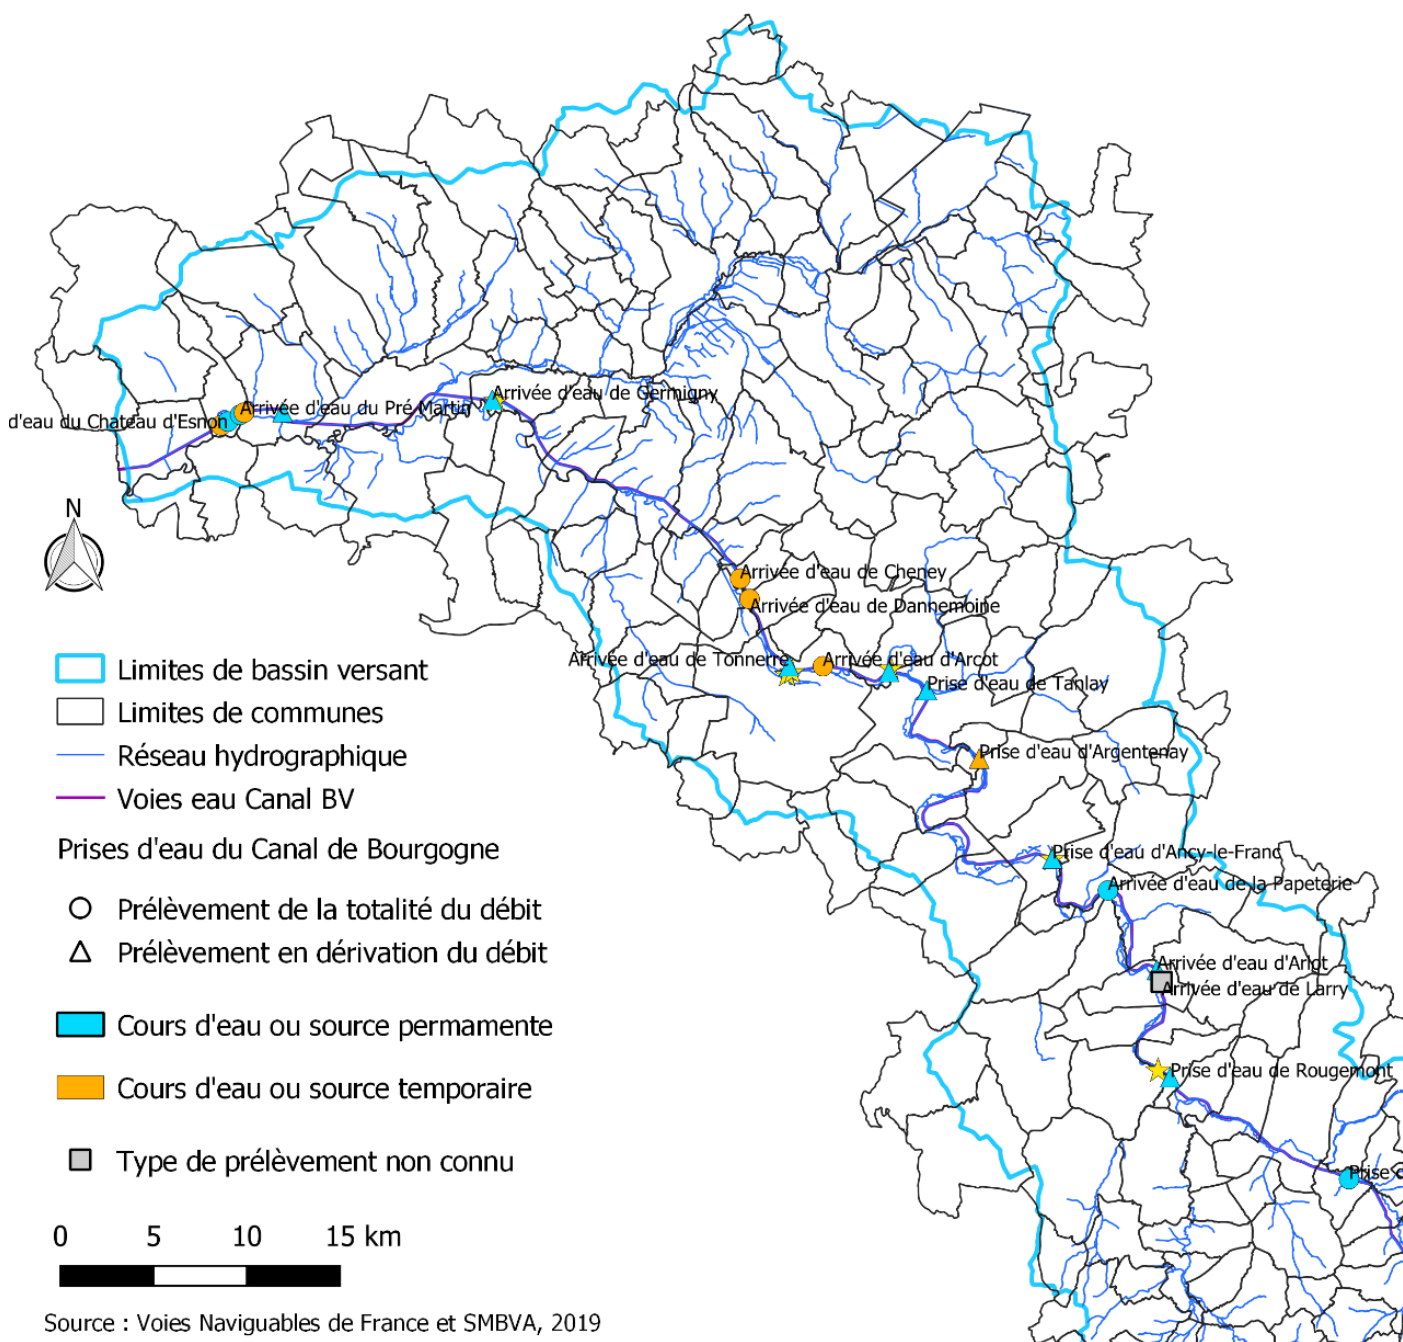 Arrivée d'eau de Germigny
Arrivée d'eau du Pré Martin
d'eau du Chateau d'Esnon
N
Arrivée d'eau de Cheney
Arrivée d'eau de Dannemoine
Arrivée d'eau de Tonnerre
Arrivée d'eau d'Arcot
Prise d'eau de Tanlay
Prise d'eau d'Argentenay
Prise d'eau d'Ancy-le-Franc
Arrivée d'eau de la Papeterie
Arrivée d'eau d'Arlot
Arrivée d'eau de Larry
Prise d'eau de Rougemont
Prise
Limites de bassin versant
Limites de communes
Réseau hydrographique
Voies eau Canal BV
Prises d'eau du Canal de Bourgogne
Prélèvement de la totalité du débit
Prélèvement en dérivation du débit
Cours d'eau ou source permamente
Cours d'eau ou source temporaire
Type de prélèvement non connu
0 5 10 15 km
Source : Voies Naviguables de France et SMBVA, 2019